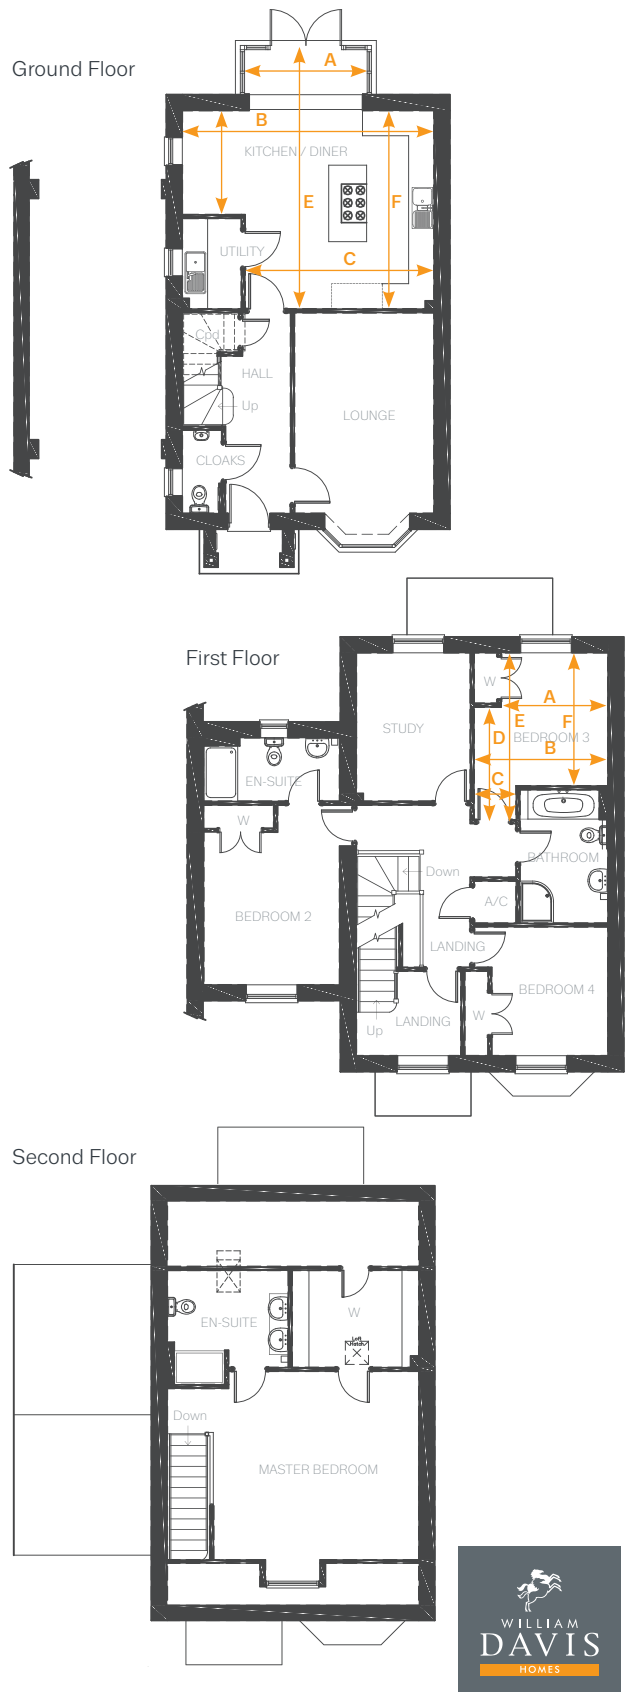 Ground Floor
A
B
KITCHEN / DINER
E
F
UTILITY
C
Cpd
HALL
Up
LOUNGE
CLOAKS
First Floor
W
A
E
F
STUDY
D
BEDROOM 3
B
EN-SUITE
C
W
BATHROOM
Down
A/C
BEDROOM 2
LANDING
BEDROOM 4
W
LANDING
Up
Second Floor
W
EN-SUITE
Loft
Hatch
Down
MASTER BEDROOM
WILLIAM
DAVIS
HOMES